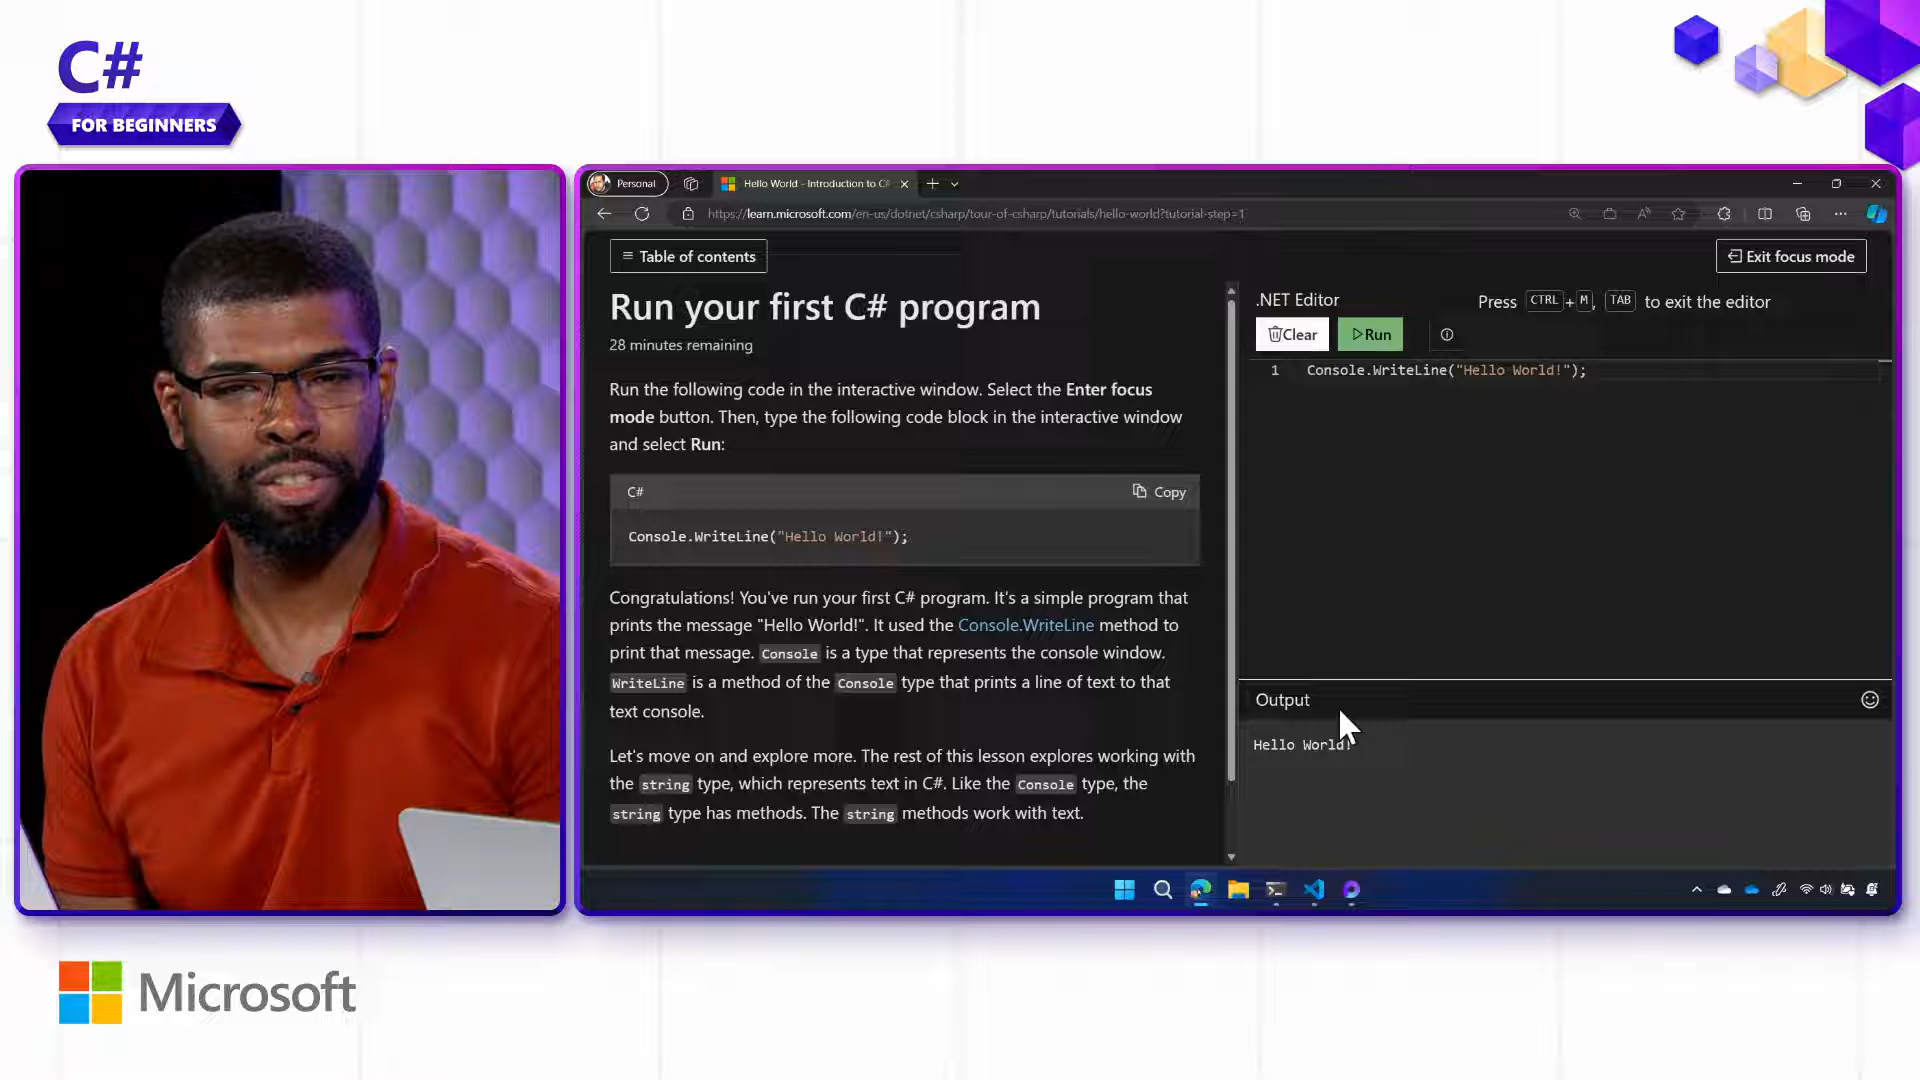 C#
FOR BEGINNERS
Personal
Hello World - Introduction to C#
https://learn.microsoft.com/en-us/dotnet/csharp/tour-of-csharp/tutorials/hello-world?tutorial-step=1
Table of contents
Exit focus mode
Run your first C# program
28 minutes remaining
Run the following code in the interactive window. Select the Enter focus
mode button. Then, type the following code block in the interactive window
and select Run:
C#
Copy
Console.WriteLine("Hello World!");
Congratulations! You've run your first C# program. It's a simple program that
prints the message "Hello World!". It used the Console.WriteLine method to
print that message. Console is a type that represents the console window.
WriteLine is a method of the Console type that prints a line of text to that
text console.
Let's move on and explore more. The rest of this lesson explores working with
the string type, which represents text in C#. Like the Console type, the
string type has methods. The string methods work with text.
.NET Editor
Press CTRL + M, TAB to exit the editor
Clear
Run
1 Console.WriteLine("Hello World!");
Output
Hello World!
Microsoft